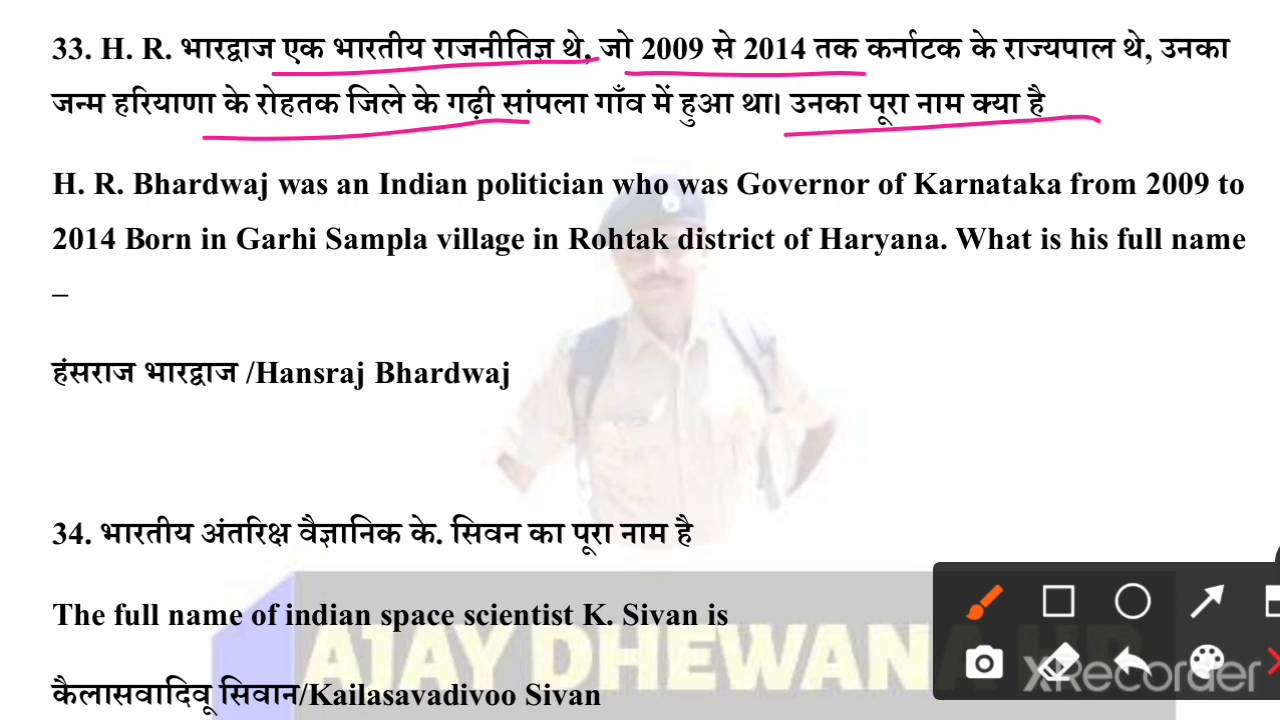 33. H. R. भारद्वाज एक भारतीय राजनीतिज्ञ थे, जो 2009 से 2014 तक कर्नाटक के राज्यपाल थे, उनका
जन्म हरियाणा के रोहतक जिले के गढ़ी सांपला गाँव में हुआ था। उनका पूरा नाम क्या है
H. R. Bhardwaj was an Indian politician who was Governor of Karnataka from 2009 to
2014 Born in Garhi Sampla village in Rohtak district of Haryana. What is his full name
–
हंसराज भारद्वाज /Hansraj Bhardwaj
34. भारतीय अंतरिक्ष वैज्ञानिक के. सिवन का पूरा नाम है
The full name of indian space scientist K. Sivan is
AJAY DHEWANA HP
XRecorder
कैलासवादिवू सिवान/Kailasavadivoo Sivan